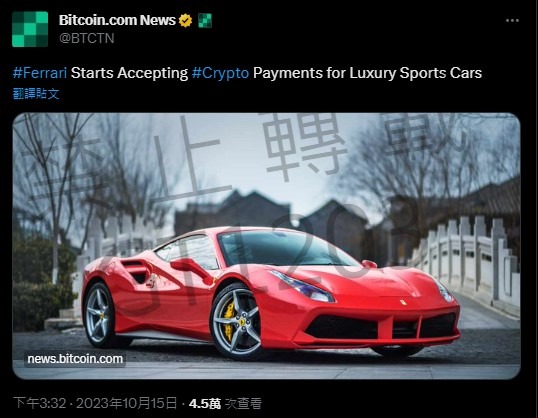 Bitcoin.com News
@BTCTN
#Ferrari Starts Accepting #Crypto Payments for Luxury Sports Cars
翻譯貼文
禁止轉載
news.bitcoin.com
下午3:32 · 2023年10月15日 · 4.5萬 次查看